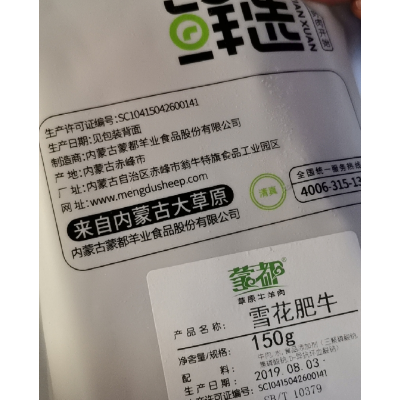 鲜选
XIAN XUAN
生产许可证编号: SC10415042600141
生产日期: 见包装背面
制造商: 内蒙古蒙都羊业食品股份有限公司
产 地: 内蒙古赤峰市
厂 址: 内蒙古自治区赤峰市翁牛特旗食品工业园区
网 址: www.mengdusheep.com
来自内蒙古大草原
内蒙古蒙都羊业食品股份有限公司
清真
全国统一服务热线
4006-315-13
蒙都
草原牛羊肉
产品名称: 雪花肥牛
净含量/规格: 150g
配 料:
生产日期: 2019.08.03
SC10415042600141
SB/T 10379